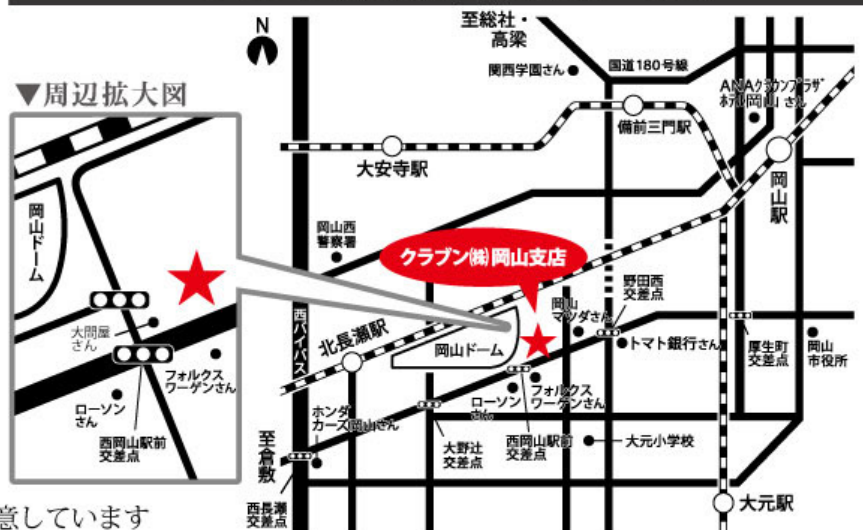 N
至総社・
高梁
国道180号線
関西学園さん
ANAクラウンプラザ
ホテル岡山さん
▼周辺拡大図
備前三門駅
大安寺駅
岡山駅
岡山ドーム
岡山西
警察署
クラブン㈱岡山支店
野田西
交差点
西バイパス
岡山
マツダさん
北長瀬駅
岡山ドーム
トマト銀行さん
厚生町
交差点
岡山
市役所
大問屋
さん
フォルクス
ワーゲンさん
ローソン
さん
西岡山駅前
交差点
ローソン
さん
フォルクス
ワーゲンさん
ホンダ
カーズ岡山さん
至倉敷
大野辻
交差点
西岡山駅前
交差点
大元小学校
西長瀬
交差点
大元駅
意しています